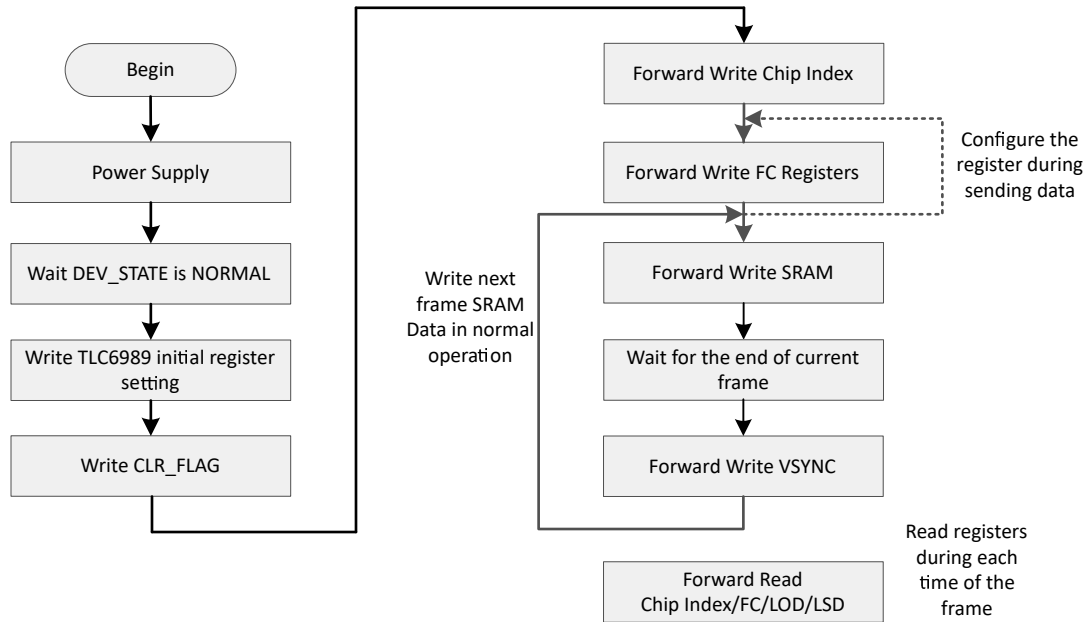 Begin
Power Supply
Wait DEV_STATE is NORMAL
Write TLC6989 initial register
setting
Write CLR_FLAG
Forward Write Chip Index
Configure the
register during
sending data
Forward Write FC Registers
Write next
frame SRAM
Data in normal
operation
Forward Write SRAM
Wait for the end of current
frame
Forward Write VSYNC
Read registers
during each
time of the
frame
Forward Read
Chip Index/FC/LOD/LSD